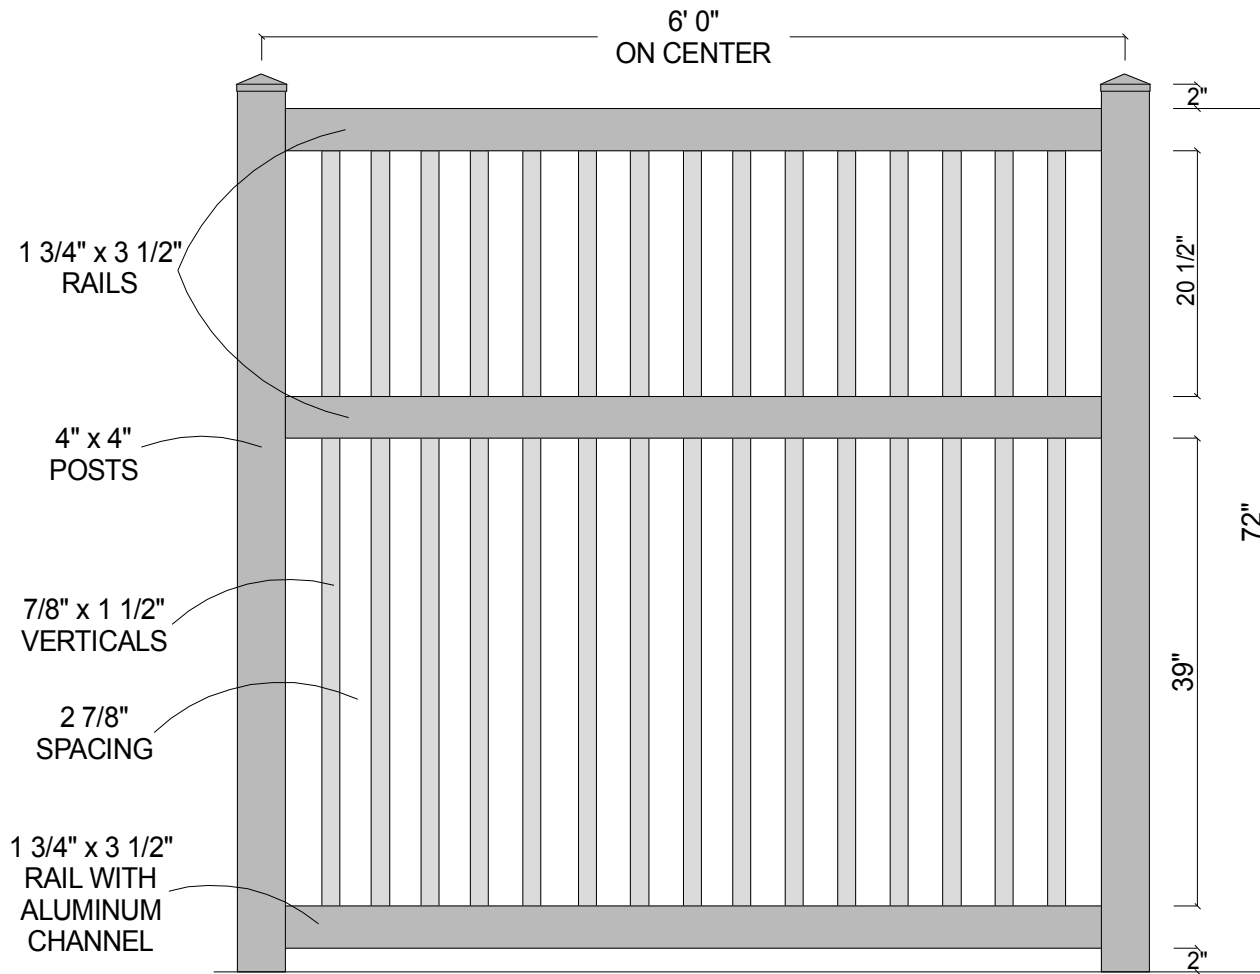 6' 0"
ON CENTER
2"
20 1/2"
1 3/4" x 3 1/2"
RAILS
4" x 4"
POSTS
72"
7/8" x 1 1/2"
VERTICALS
39"
2 7/8"
SPACING
1 3/4" x 3 1/2"
RAIL WITH
ALUMINUM
CHANNEL
2"